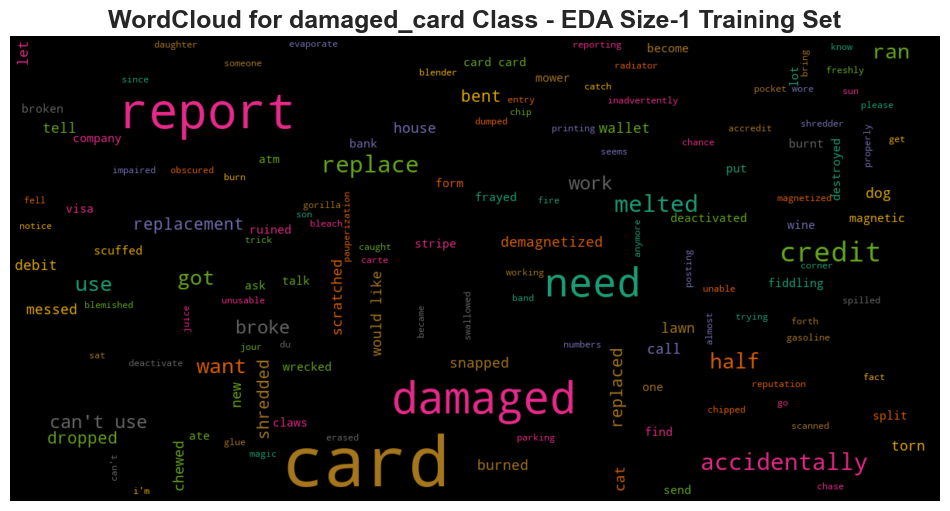 WordCloud for damaged_card Class - EDA Size-1 Training Set
let
daughter
evaporate
reporting
become
know
ran
someone
blender
card card
radiator
lot
bring
freshly
since
mower
catch
pocket
wore
sun
broken
report
bent
entry
inadvertently
please
tell
chip
company
house
dumped
printing
wallet
accredit
shredder
properly
bank
seems
chance
burnt
get
atm
replace
impaired
obscured
burn
form
work
put
destroyed
fell
gorilla
frayed
fire
melted
magnetized
dog
visa
son
pauperization
deactivated
magnetic
notice
replacement
ruined
bleach
anymore
wine
trick
caught
stripe
demagnetized
credit
scuffed
carte
posting
corner
debit
working
need
unable
fiddling
use
got
ask
talk
scratched
would like
band
spilled
messed
blemished
unusable
juice
became
swallowed
trying
forth
broke
lawn
almost
gasoline
du
numbers
call
sat
jour
deactivate
want
wrecked
snapped
half
fact
new
shredded
replaced
one
reputation
damaged
chipped
go
can't use
claws
split
dropped
ate
glue
erased
parking
find
scanned
torn
can't
chewed
magic
card
burned
cat
accidentally
i'm
send
chase